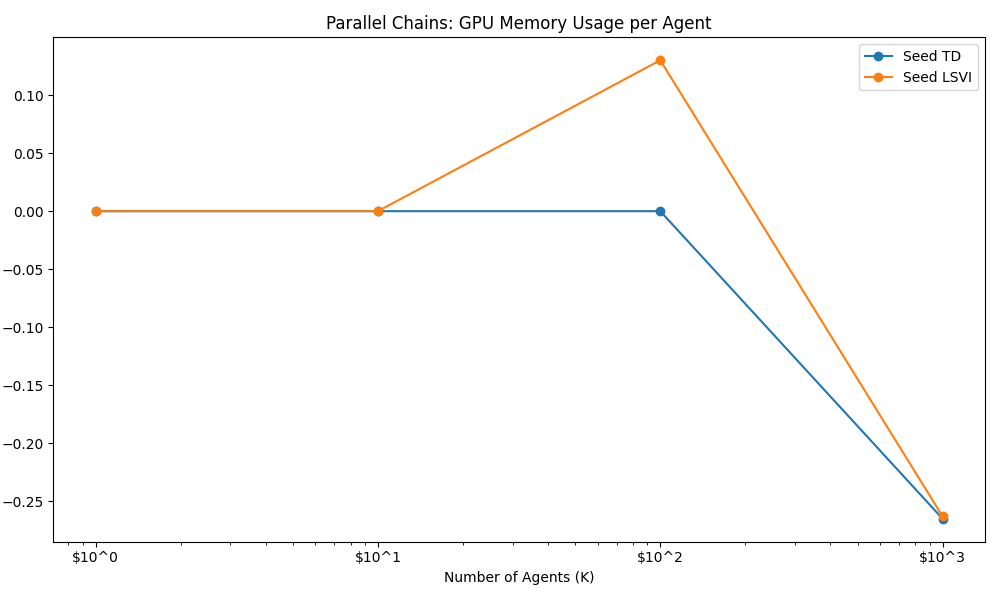 Parallel Chains: GPU Memory Usage per Agent
Seed TD
Seed LSVI
0.10
0.05
0.00
−0.05
−0.10
−0.15
−0.20
−0.25
$10^0 $10^1 $10^2 $10^3
Number of Agents (K)